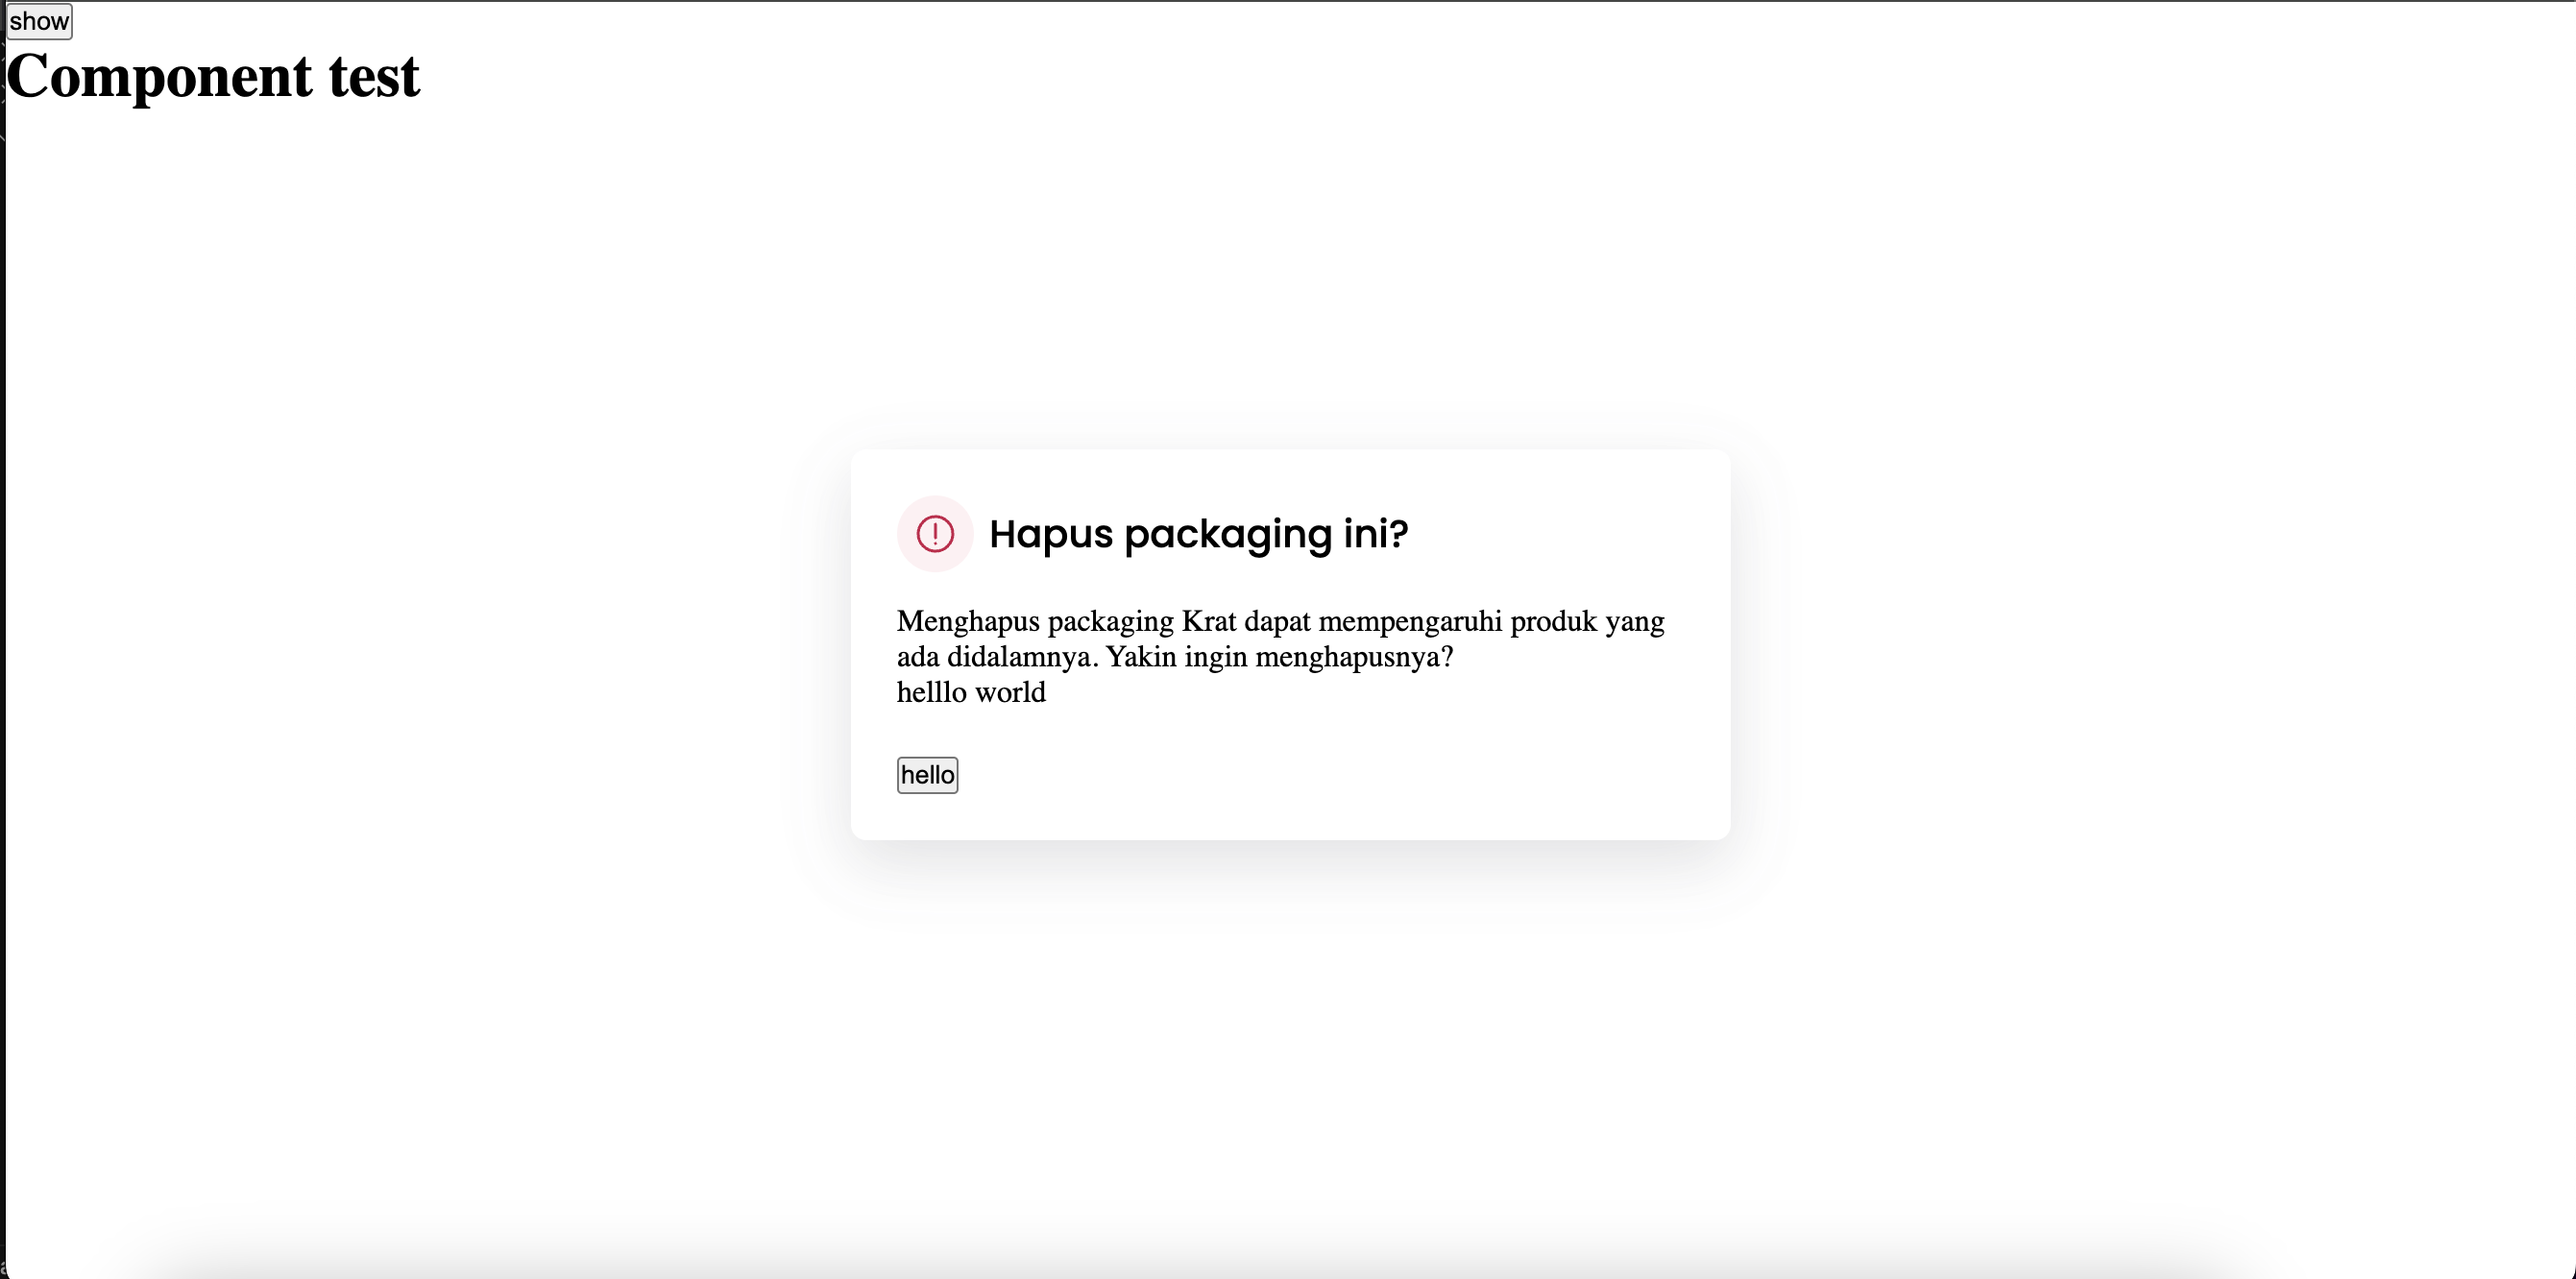 show
Component test
Hapus packaging ini?
Menghapus packaging Krat dapat mempengaruhi produk yang
ada didalamnya. Yakin ingin menghapusnya?
helllo world
hello